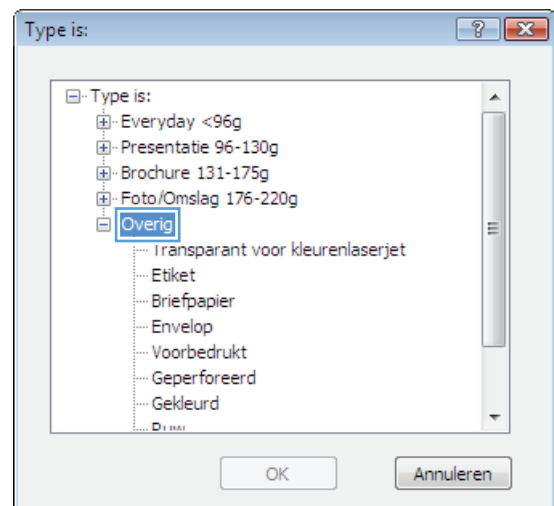 Type is:
Type is:
Everyday <96g
Presentatie 96-130g
Brochure 131-175g
Foto/Omslag 176-220g
Overig
Transparant voor kleurenlaserjet
Etiket
Briefpapier
Envelop
Voorbedrukt
Geperforeerd
Gekleurd
Ruw
OK Annuleren